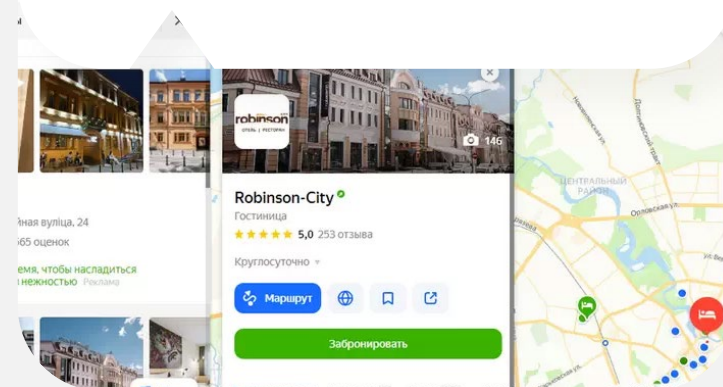 robinson
ОТЕЛЬ | РЕСТОРАН
146
Robinson-City
Гостиница
5,0 253 отзыва
Круглосуточно
Маршрут
Забронировать
йная вуліца, 24
565 оценок
емя, чтобы насладиться
нежностью Реклама
ЦЕНТРАЛЬНЫЙ
РАЙОН
Орловская ул.